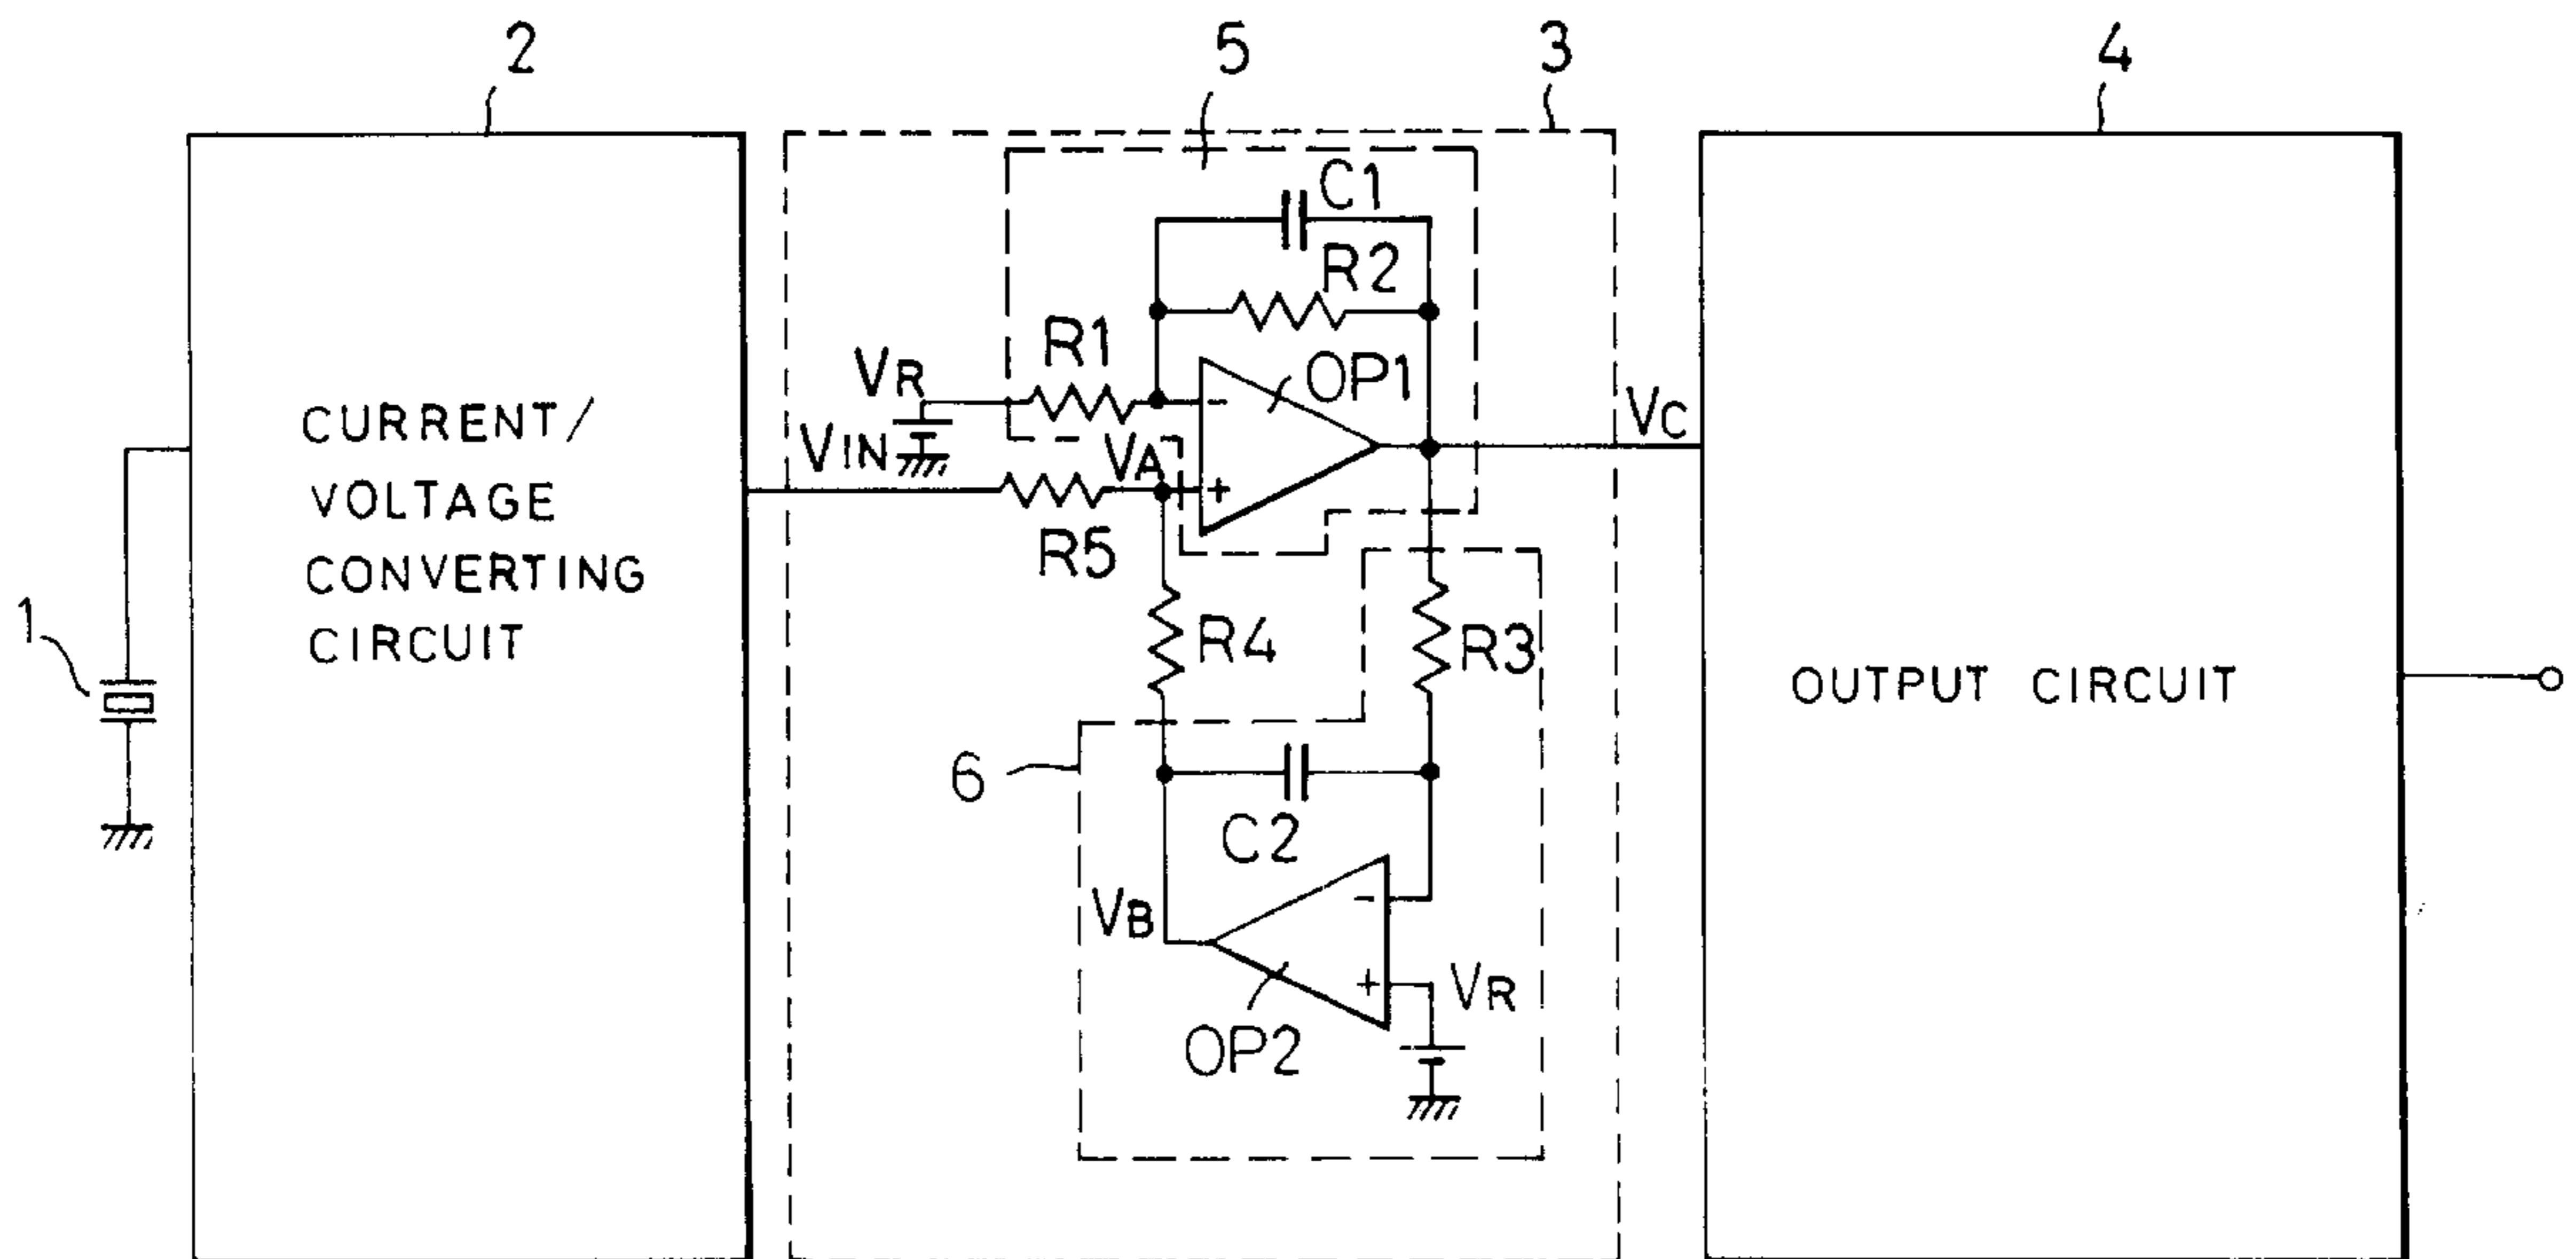 2
5
3
4
C1
R2
R1
OP1
VR
VIN
VA
VC
CURRENT/
VOLTAGE
CONVERTING
CIRCUIT
R5
1
R4
R3
OUTPUT CIRCUIT
6
C2
VB
VR
OP2
-
+
-
+